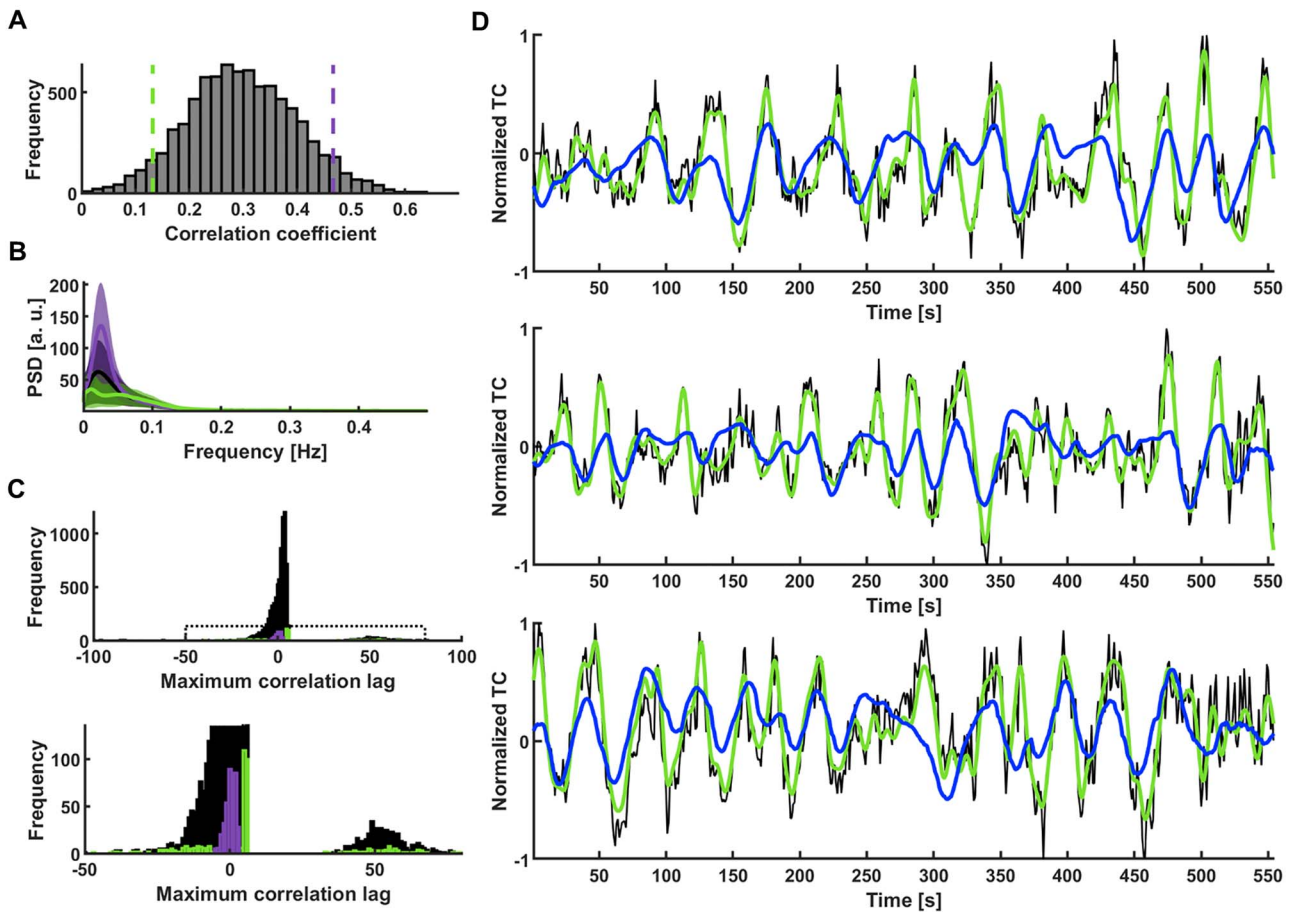 A
Frequency
500
0
0 0.1 0.2 0.3 0.4 0.5 0.6
Correlation coefficient
B
PSD [a. u.]
200
150
100
50
0 0.1 0.2 0.3 0.4
Frequency [Hz]
C
Frequency
1000
500
0
-100 -50 0 50 100
Maximum correlation lag
Frequency
100
50
0
-50 0 50
Maximum correlation lag
D
Normalized TC
1
0
-1
50 100 150 200 250 300 350 400 450 500 550
Time [s]
Normalized TC
1
0
-1
50 100 150 200 250 300 350 400 450 500 550
Time [s]
Normalized TC
1
0
-1
50 100 150 200 250 300 350 400 450 500 550
Time [s]